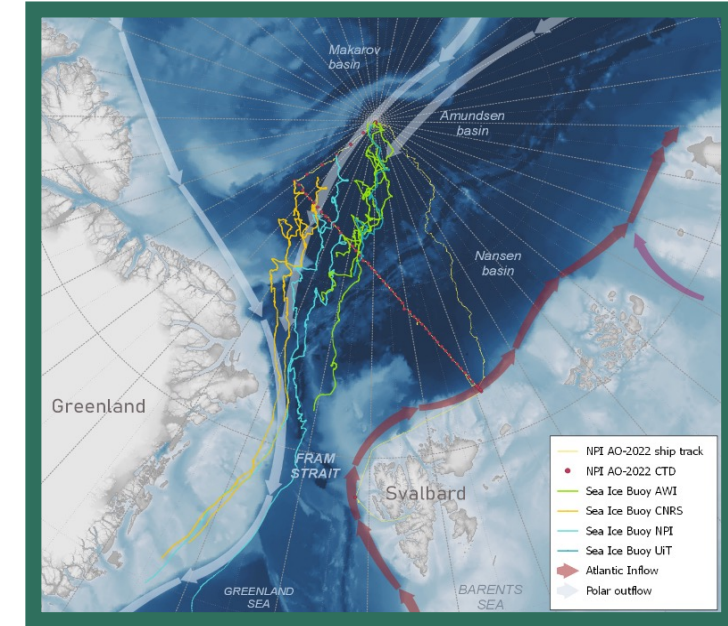 Makarov
basin
Amundsen
basin
Nansen
basin
Greenland
FRAM
STRAIT
Svalbard
GREENLAND
SEA
BARENTS
SEA
NPI AO-2022 ship track
NPI AO-2022 CTD
Sea Ice Buoy AWI
Sea Ice Buoy CNRS
Sea Ice Buoy NPI
Sea Ice Buoy UiT
Atlantic Inflow
Polar outflow